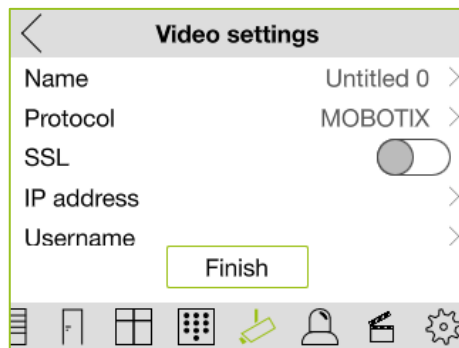 Video settings
Name Untitled 0
Protocol MOBOTIX
SSL
IP address
Username
Finish